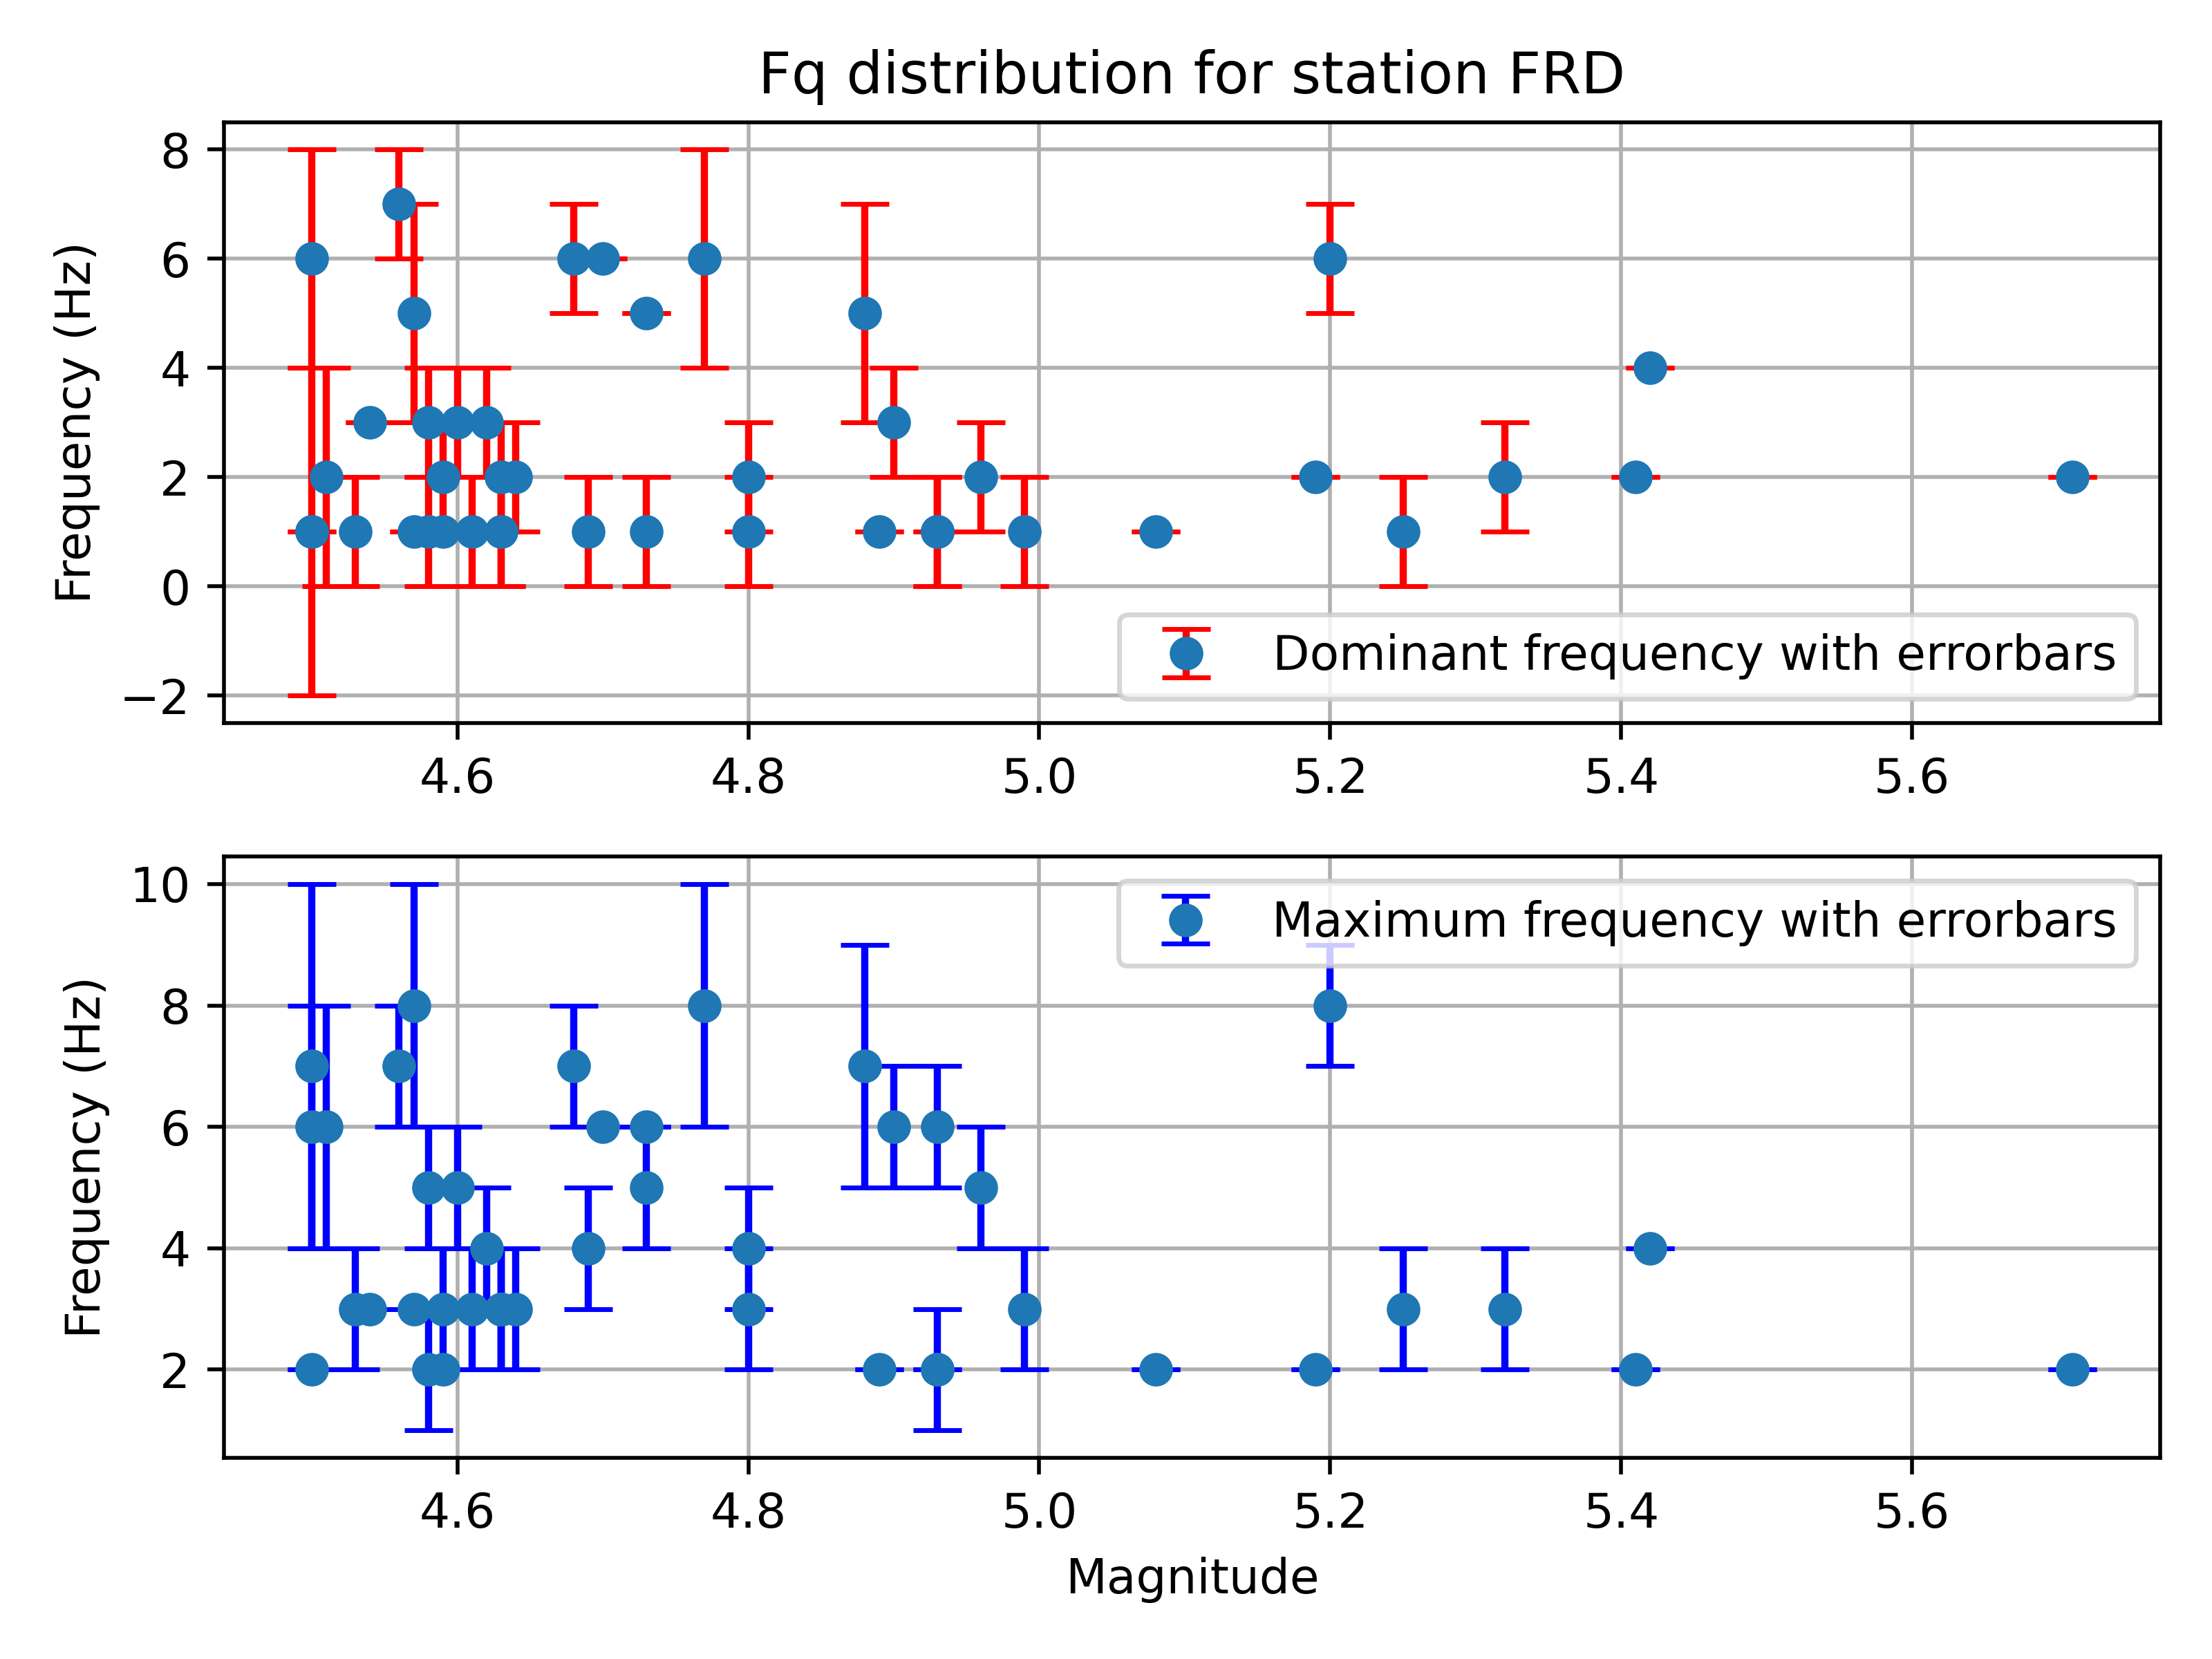 Fq distribution for station FRD
Frequency (Hz)
8
6
4
2
0
−2
Dominant frequency with errorbars
4.6 4.8 5.0 5.2 5.4 5.6
Frequency (Hz)
10
8
6
4
2
Maximum frequency with errorbars
4.6 4.8 5.0 5.2 5.4 5.6
Magnitude